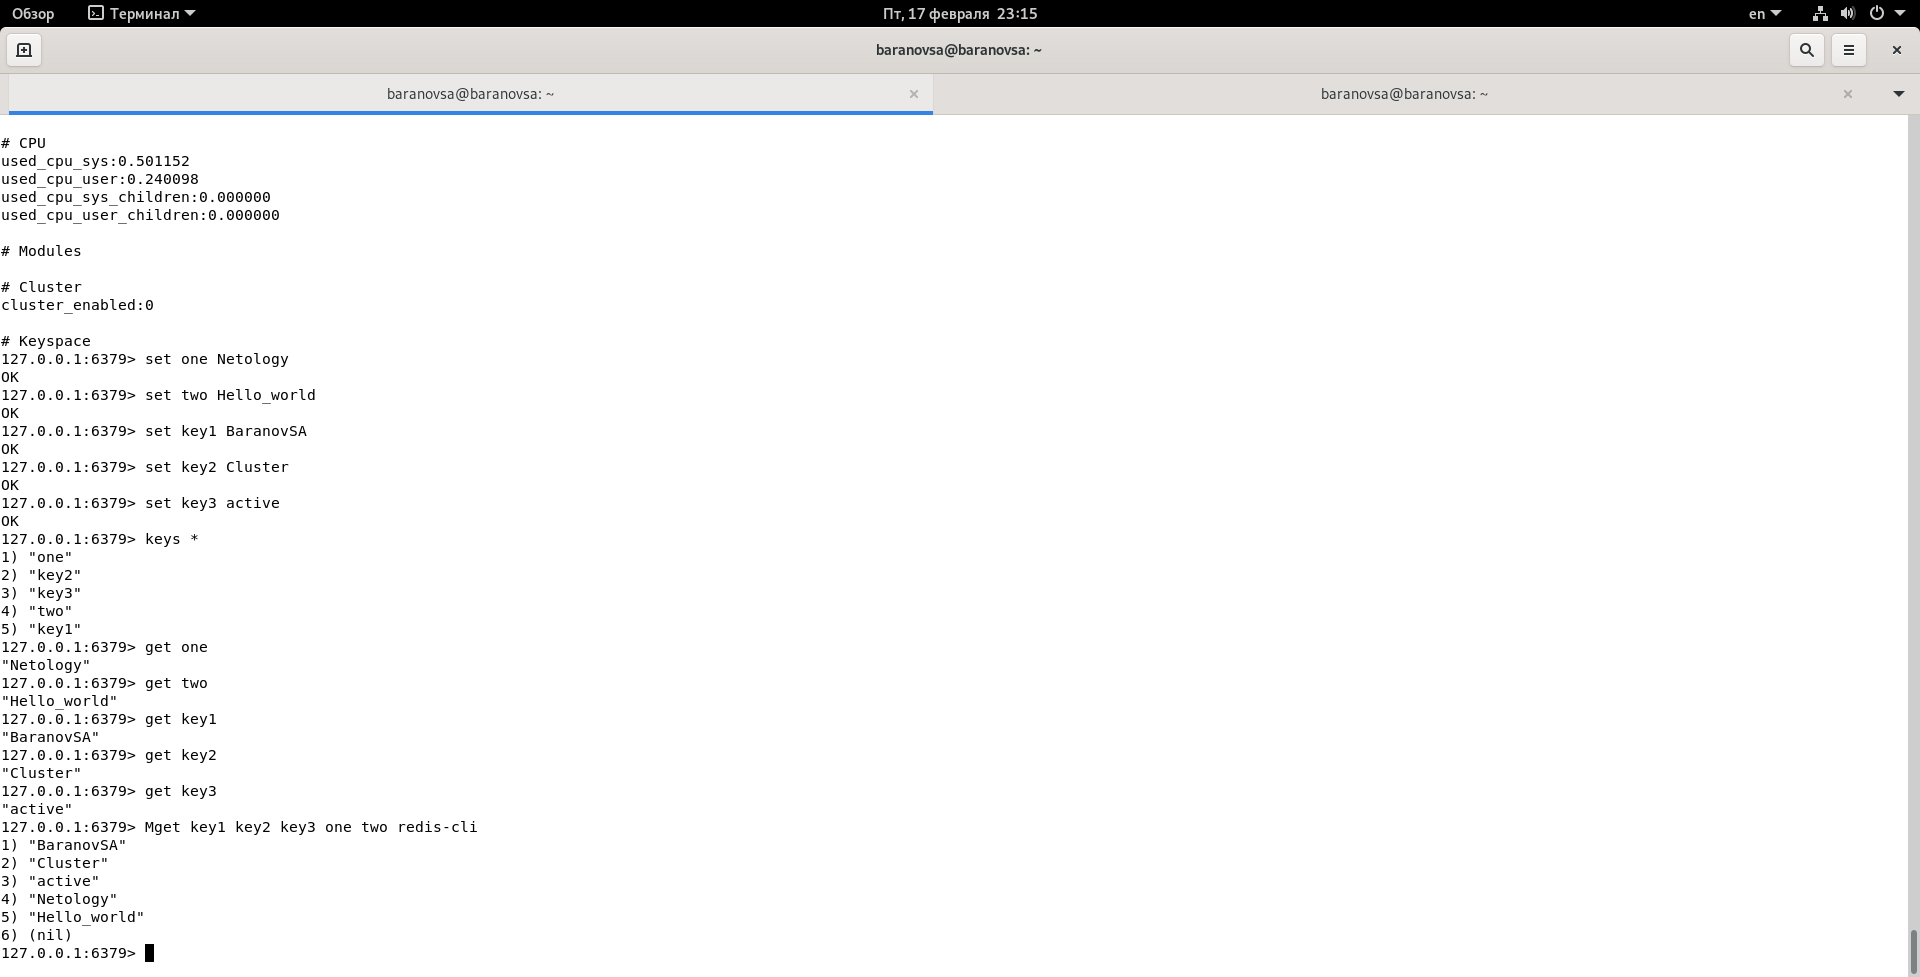 Обзор Терминал Пт, 17 февраля 23:15 en
baranovsa@baranovsa: ~
baranovsa@baranovsa: ~ baranovsa@baranovsa: ~
# CPU
used_cpu_sys:0.501152
used_cpu_user:0.240098
used_cpu_sys_children:0.000000
used_cpu_user_children:0.000000
# Modules
# Cluster
cluster_enabled:0
# Keyspace
127.0.0.1:6379> set one Netology
OK
127.0.0.1:6379> set two Hello_world
OK
127.0.0.1:6379> set key1 BaranovSA
OK
127.0.0.1:6379> set key2 Cluster
OK
127.0.0.1:6379> set key3 active
OK
127.0.0.1:6379> keys *
1) "one"
2) "key2"
3) "key3"
4) "two"
5) "key1"
127.0.0.1:6379> get one
"Netology"
127.0.0.1:6379> get two
"Hello_world"
127.0.0.1:6379> get key1
"BaranovSA"
127.0.0.1:6379> get key2
"Cluster"
127.0.0.1:6379> get key3
"active"
127.0.0.1:6379> Mget key1 key2 key3 one two redis-cli
1) "BaranovSA"
2) "Cluster"
3) "active"
4) "Netology"
5) "Hello_world"
6) (nil)
127.0.0.1:6379>